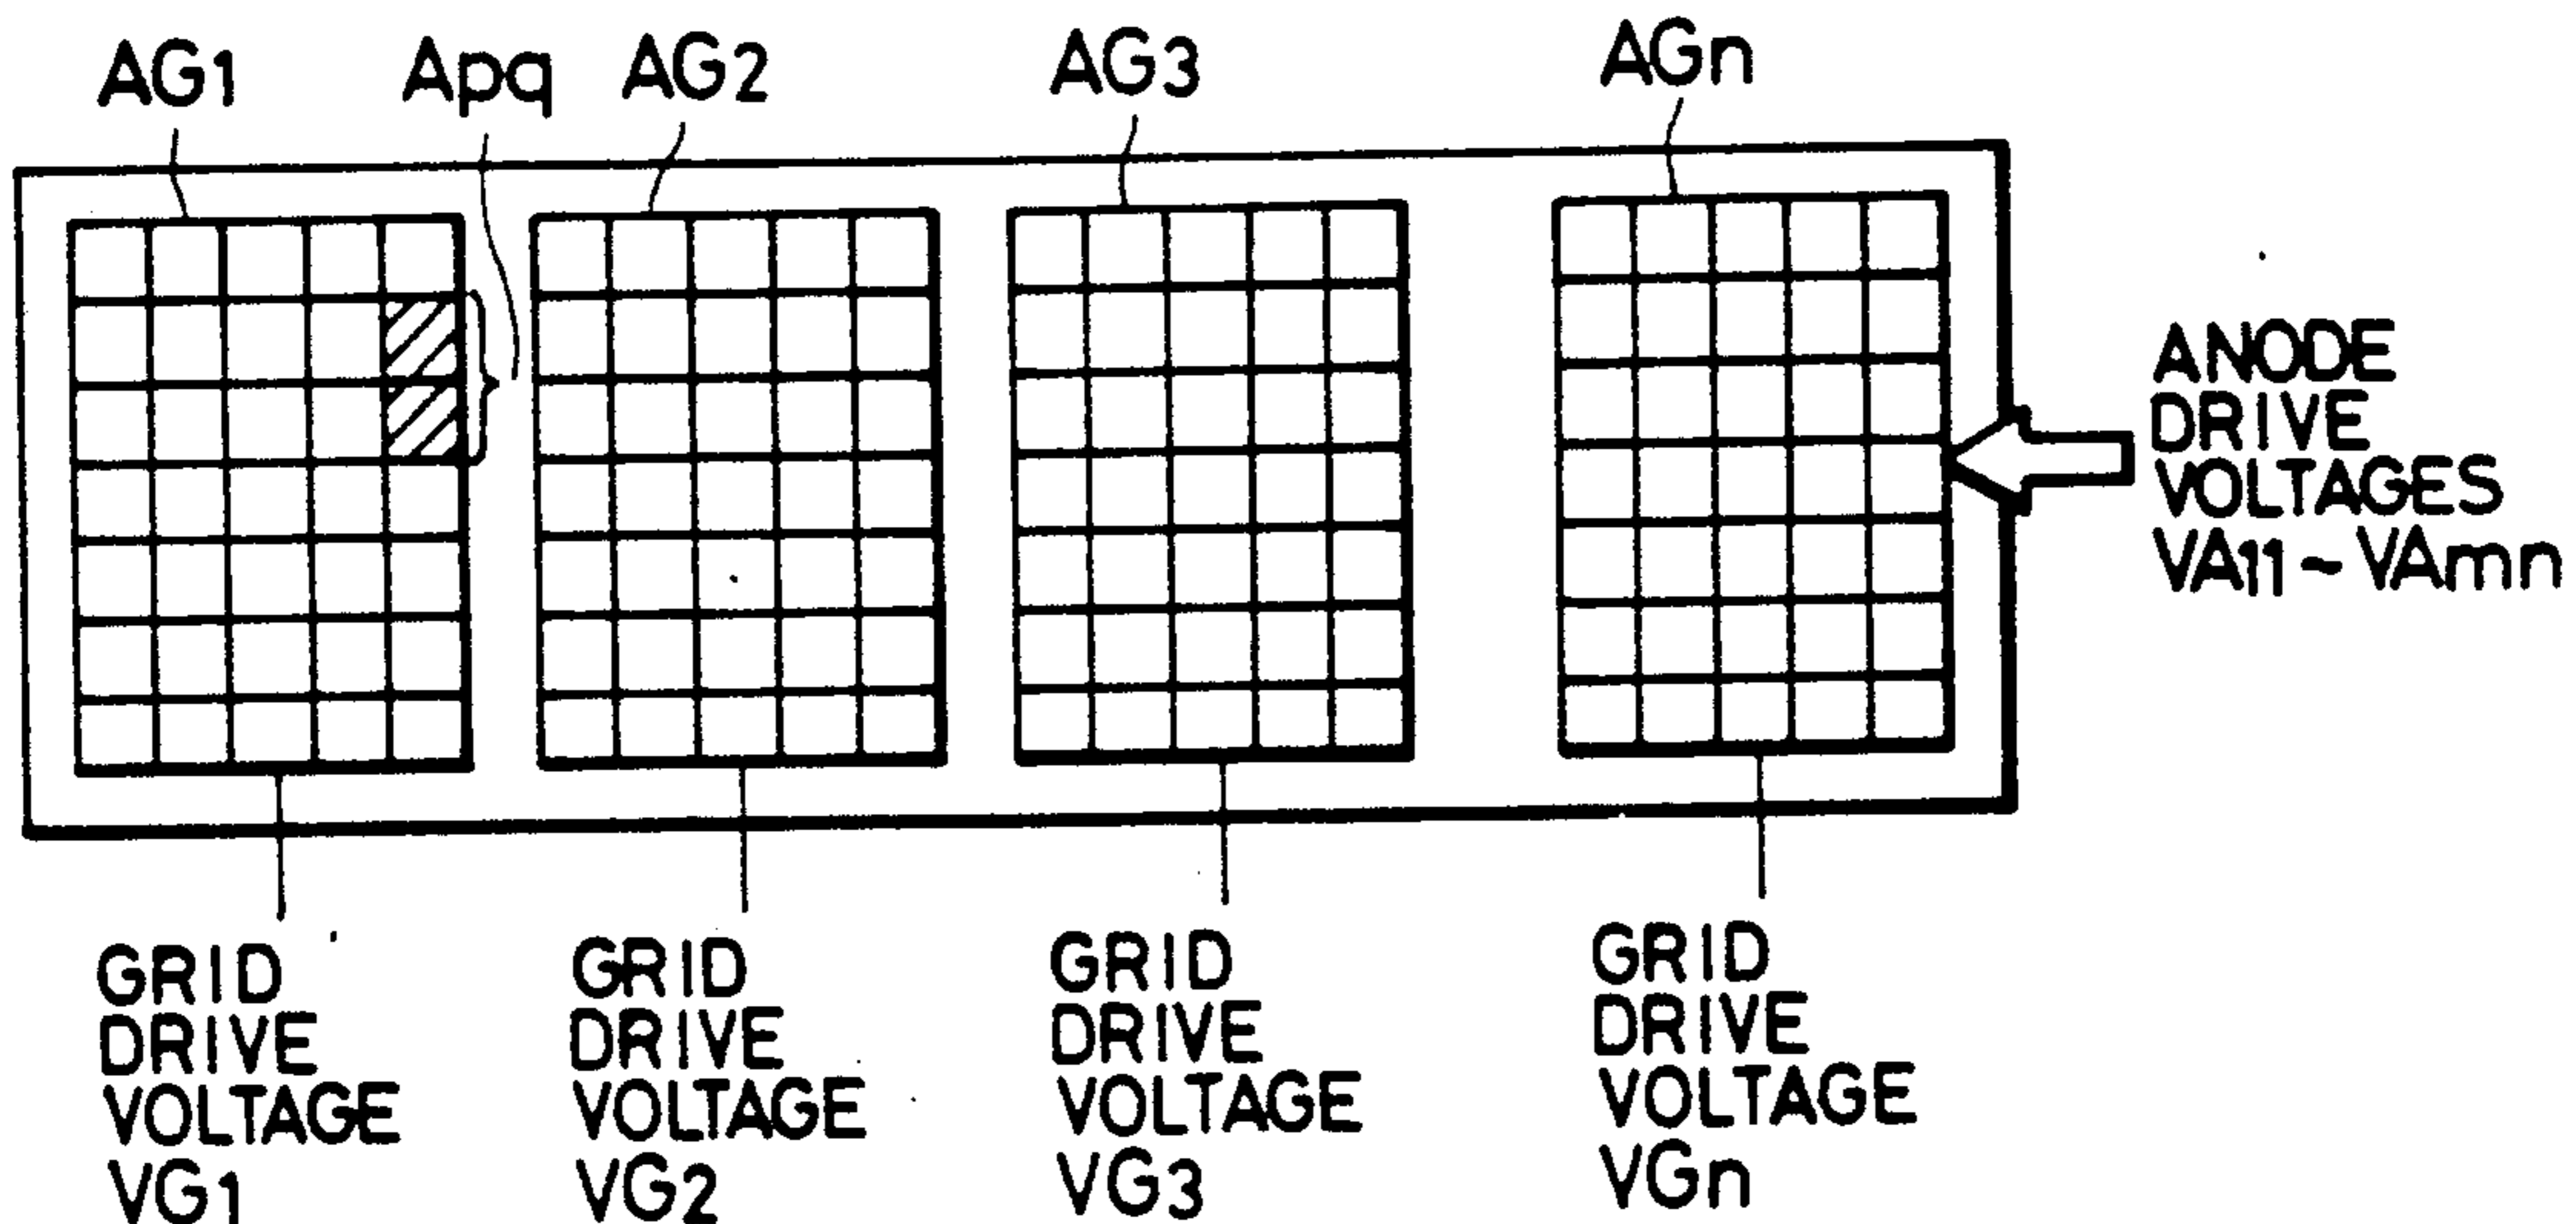 AG1 Apq AG2 AG3 AGn
ANODE
DRIVE
VOLTAGES
VA11~VAmn
GRID
DRIVE
VOLTAGE
VG1
GRID
DRIVE
VOLTAGE
VG2
GRID
DRIVE
VOLTAGE
VG3
GRID
DRIVE
VOLTAGE
VGn